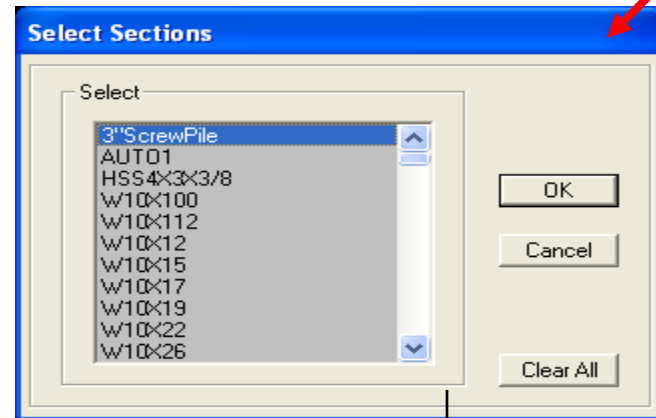 Select Sections
Select
3"ScrewPile
AUTO1
HSS4X3X3/8
W10X100
W10X112
W10X12
W10X15
W10X17
W10X19
W10X22
W10X26
OK
Cancel
Clear All